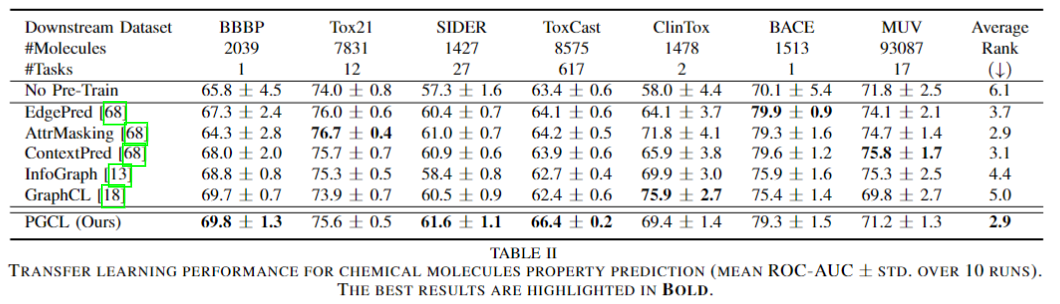 Downstream Dataset BBBP Tox21 SIDER ToxCast ClinTox BACE MUV Average
#Molecules 2039 7831 1427 8575 1478 1513 93087 Rank
#Tasks 1 12 27 617 2 1 17 (↓)
No Pre-Train 65.8 ± 4.5 74.0 ± 0.8 57.3 ± 1.6 63.4 ± 0.6 58.0 ± 4.4 70.1 ± 5.4 71.8 ± 2.5 6.1
EdgePred [68] 67.3 ± 2.4 76.0 ± 0.6 60.4 ± 0.7 64.1 ± 0.6 64.1 ± 3.7 79.9 ± 0.9 74.1 ± 2.1 3.7
AttrMasking [68] 64.3 ± 2.8 76.7 ± 0.4 61.0 ± 0.7 64.2 ± 0.5 71.8 ± 4.1 79.3 ± 1.6 74.7 ± 1.4 2.9
ContextPred [68] 68.0 ± 2.0 75.7 ± 0.7 60.9 ± 0.6 63.9 ± 0.6 65.9 ± 3.8 79.6 ± 1.2 75.8 ± 1.7 3.1
InfoGraph [13] 68.8 ± 0.8 75.3 ± 0.5 58.4 ± 0.8 62.7 ± 0.4 69.9 ± 3.0 75.9 ± 1.6 75.3 ± 2.5 4.4
GraphCL [18] 69.7 ± 0.7 73.9 ± 0.7 60.5 ± 0.9 62.4 ± 0.6 75.9 ± 2.7 75.4 ± 1.4 69.8 ± 2.7 5.0
PGCL (Ours) 69.8 ± 1.3 75.6 ± 0.5 61.6 ± 1.1 66.4 ± 0.2 69.4 ± 1.4 79.3 ± 1.5 71.2 ± 1.3 2.9
TABLE II
TRANSFER LEARNING PERFORMANCE FOR CHEMICAL MOLECULES PROPERTY PREDICTION (MEAN ROC-AUC ± STD. OVER 10 RUNS).
THE BEST RESULTS ARE HIGHLIGHTED IN BOLD.